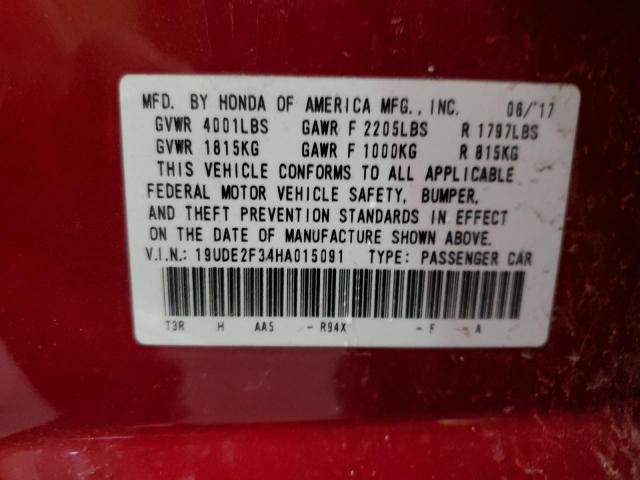 MFD. BY HONDA OF AMERICA MFG., INC. 06/'17
GVWR 4001LBS GAWR F 2205LBS R 1797LBS
GVWR 1815KG GAWR F 1000KG R 815KG
THIS VEHICLE CONFORMS TO ALL APPLICABLE
FEDERAL MOTOR VEHICLE SAFETY, BUMPER,
AND THEFT PREVENTION STANDARDS IN EFFECT
ON THE DATE OF MANUFACTURE SHOWN ABOVE.
V.I.N.: 19UDE2F34HA015091 TYPE: PASSENGER CAR
T3R H AA5 - R94X - F - A